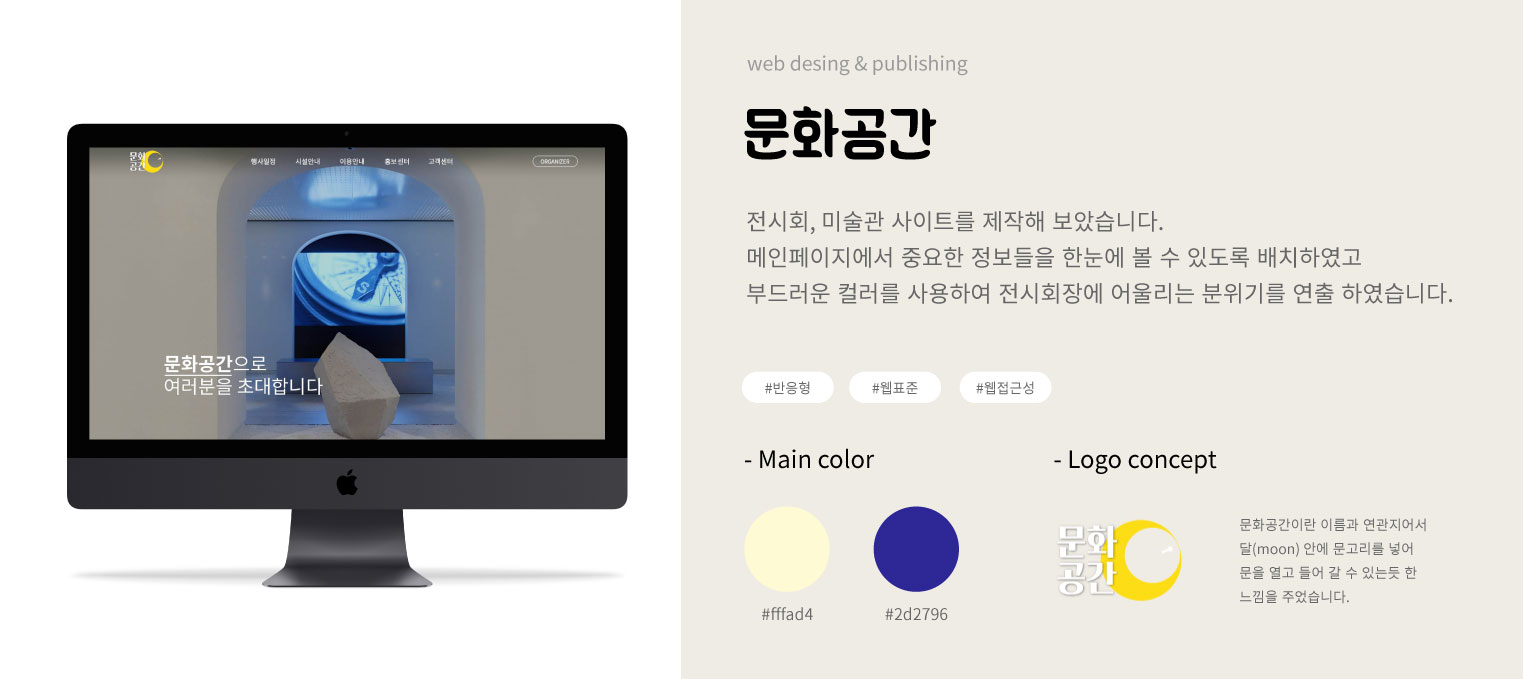 문화
공간
행사일정 시설안내 이용안내 홍보센터 고객센터
ORGANIZER
문화공간으로
여러분을 초대합니다
web desing & publishing
문화공간
전시회, 미술관 사이트를 제작해 보았습니다.
메인페이지에서 중요한 정보들을 한눈에 볼 수 있도록 배치하였고
부드러운 컬러를 사용하여 전시회장에 어울리는 분위기를 연출 하였습니다.
#반응형 #웹표준 #웹접근성
- Main color
#fffad4
#2d2796
- Logo concept
문화
공간
문화공간이란 이름과 연관지어서
달(moon) 안에 문고리를 넣어
문을 열고 들어 갈 수 있는듯 한
느낌을 주었습니다.